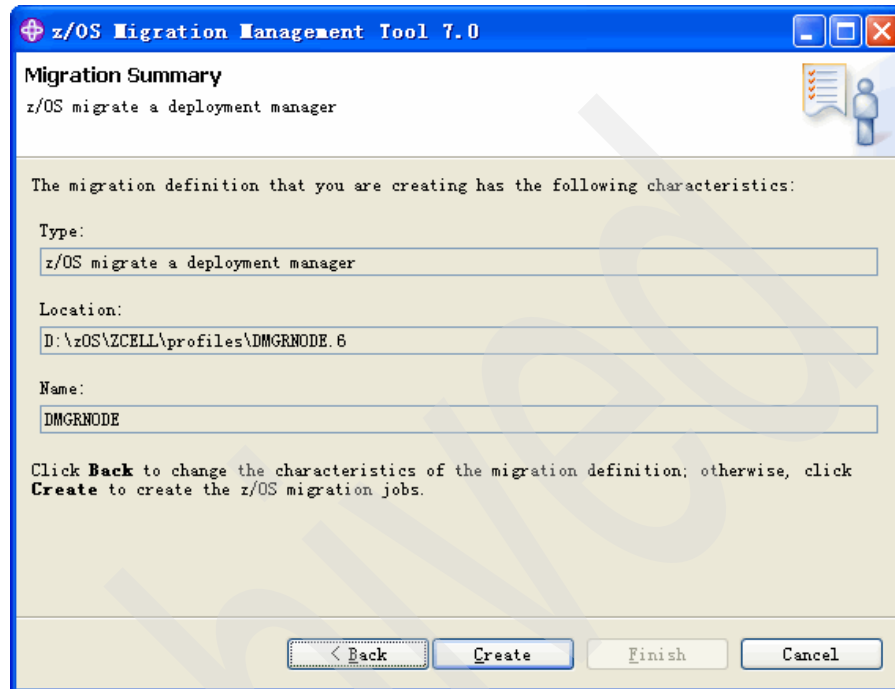 z/OS Migration Management Tool 7.0
Migration Summary
z/OS migrate a deployment manager
The migration definition that you are creating has the following characteristics:
Type:
z/OS migrate a deployment manager
Location:
D:\zOS\ZCELL\profiles\DMGRNODE.6
Name:
DMGRNODE
Click Back to change the characteristics of the migration definition; otherwise, click
Create to create the z/OS migration jobs.
< Back Create Finish Cancel